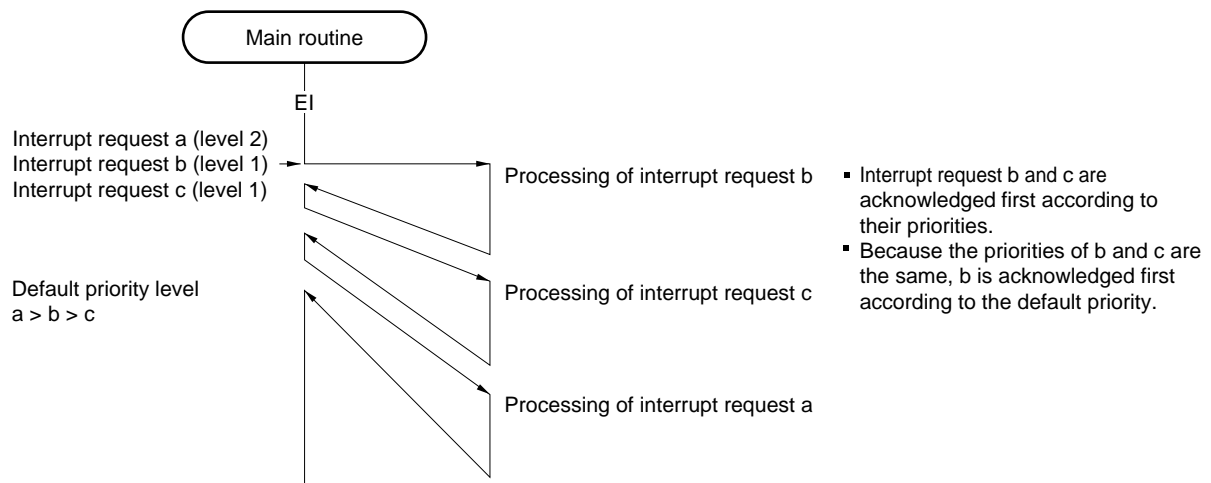 Main routine
EI
Interrupt request a (level 2)
Interrupt request b (level 1)
Interrupt request c (level 1)
Processing of interrupt request b
▪ Interrupt request b and c are
acknowledged first according to
their priorities.
▪ Because the priorities of b and c are
the same, b is acknowledged first
according to the default priority.
Default priority level
a > b > c
Processing of interrupt request c
Processing of interrupt request a